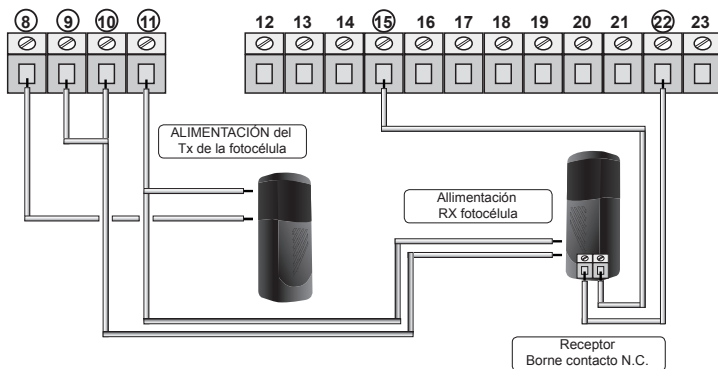 8 9 10 11 12 13 14 15 16 17 18 19 20 21 22 23
ALIMENTACIÓN del
Tx de la fotocélula
Allimentación
RX fotocélula
Receptor
Borne contacto N.C.